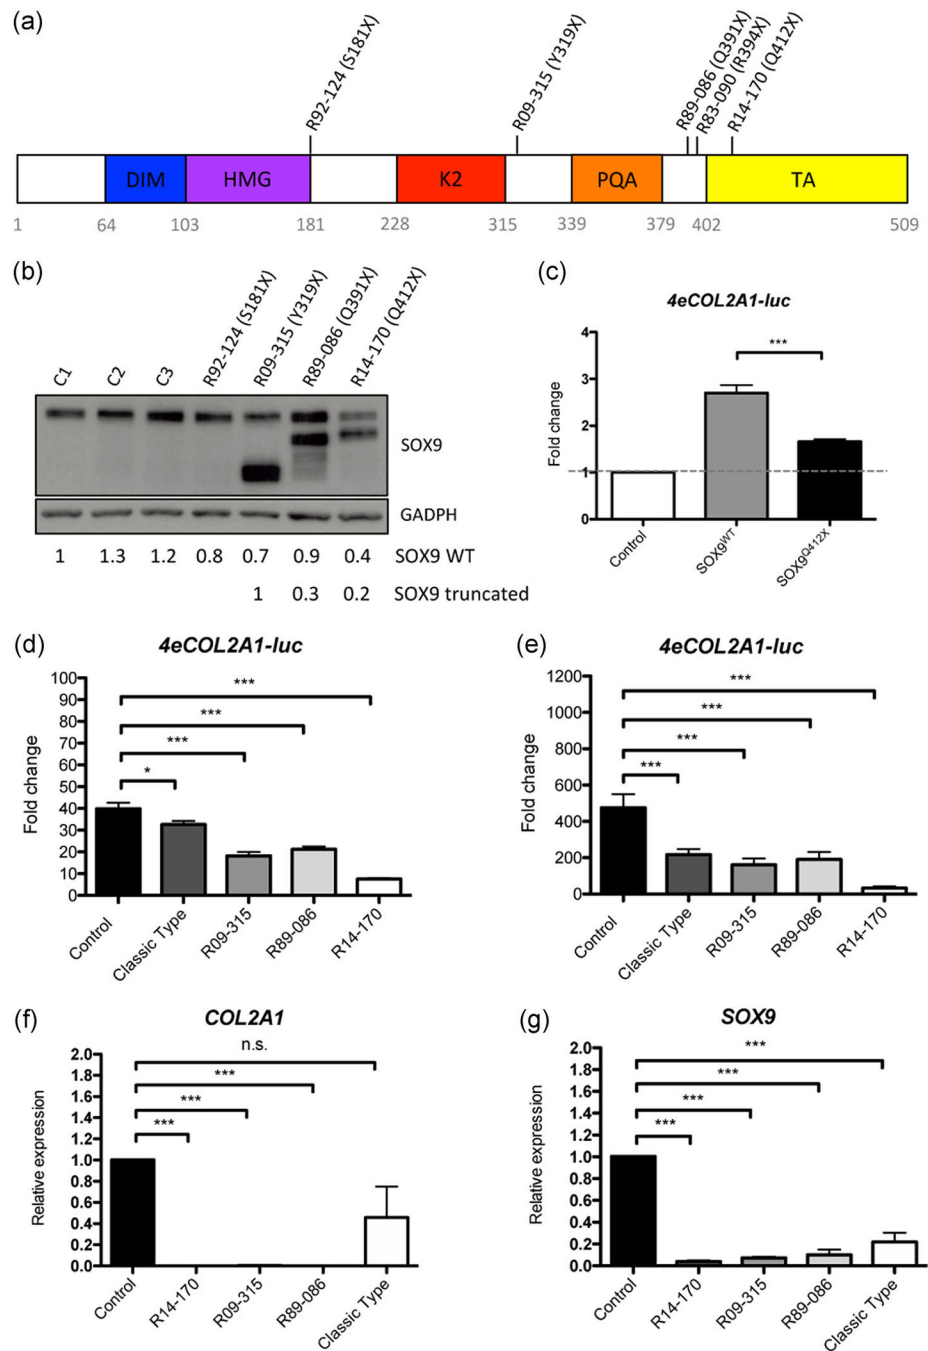 (a)
R92-124 (S181X)
R09-315 (Y319X)
R89-086 (Q391X)
R83-090 (R394X)
R14-170 (Q412X)
DIM HMG K2 PQA TA
1 64 103 181 228 315 339 379 402 509
(b)
C1
C2
C3
R92-124 (S181X)
R09-315 (Y319X)
R89-086 (Q391X)
R14-170 (Q412X)
SOX9
GADPH
1 1.3 1.2 0.8 0.7 0.9 0.4 SOX9 WT
1 0.3 0.2 SOX9 truncated
(c)
4eCOL2A1-luc
Fold change
4
3
2
1
0
***
Control
SOX9WT
SOX9Q412X
(d)
4eCOL2A1-luc
Fold change
100
90
80
70
60
50
40
30
20
10
0
***
***
***
*
Control
Classic Type
R09-315
R89-086
R14-170
(e)
4eCOL2A1-luc
Fold change
1200
1000
800
600
400
200
0
***
***
***
***
Control
Classic Type
R09-315
R89-086
R14-170
(f)
COL2A1
Relative expression
2.0
1.8
1.6
1.4
1.2
1.0
0.8
0.6
0.4
0.2
0.0
n.s.
***
***
***
Control
R14-170
R09-315
R89-086
Classic Type
(g)
SOX9
Relative expression
2.0
1.8
1.6
1.4
1.2
1.0
0.8
0.6
0.4
0.2
0.0
***
***
***
***
Control
R14-170
R09-315
R89-086
Classic Type